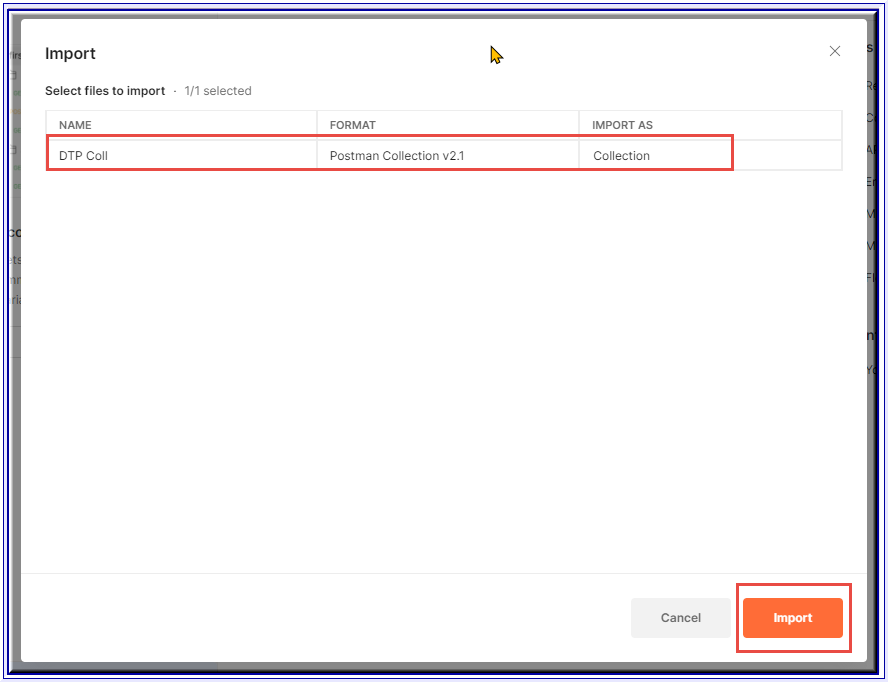 Import
Select files to import · 1/1 selected
NAME FORMAT IMPORT AS
DTP Coll Postman Collection v2.1 Collection
Cancel Import